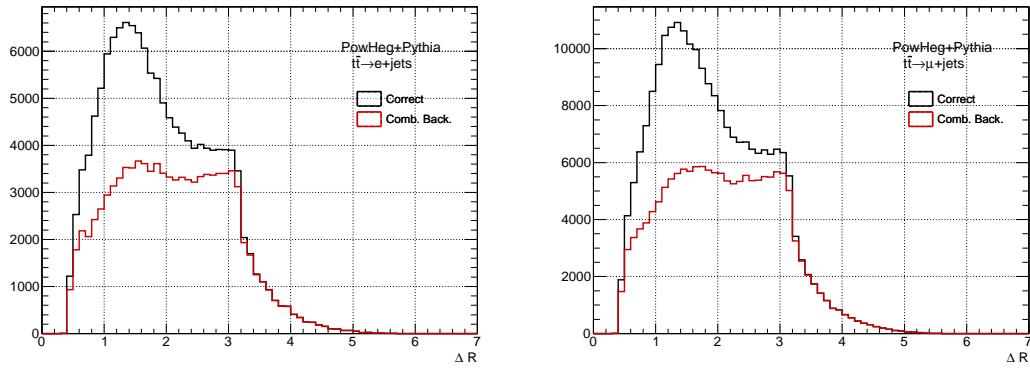 6000
5000
4000
3000
2000
1000
0
PowHeg+Pythia
tt̄→e+jets
Correct
Comb. Back.
0 1 2 3 4 5 6 7
Δ R
10000
8000
6000
4000
2000
0
PowHeg+Pythia
tt̄→μ+jets
Correct
Comb. Back.
0 1 2 3 4 5 6 7
Δ R